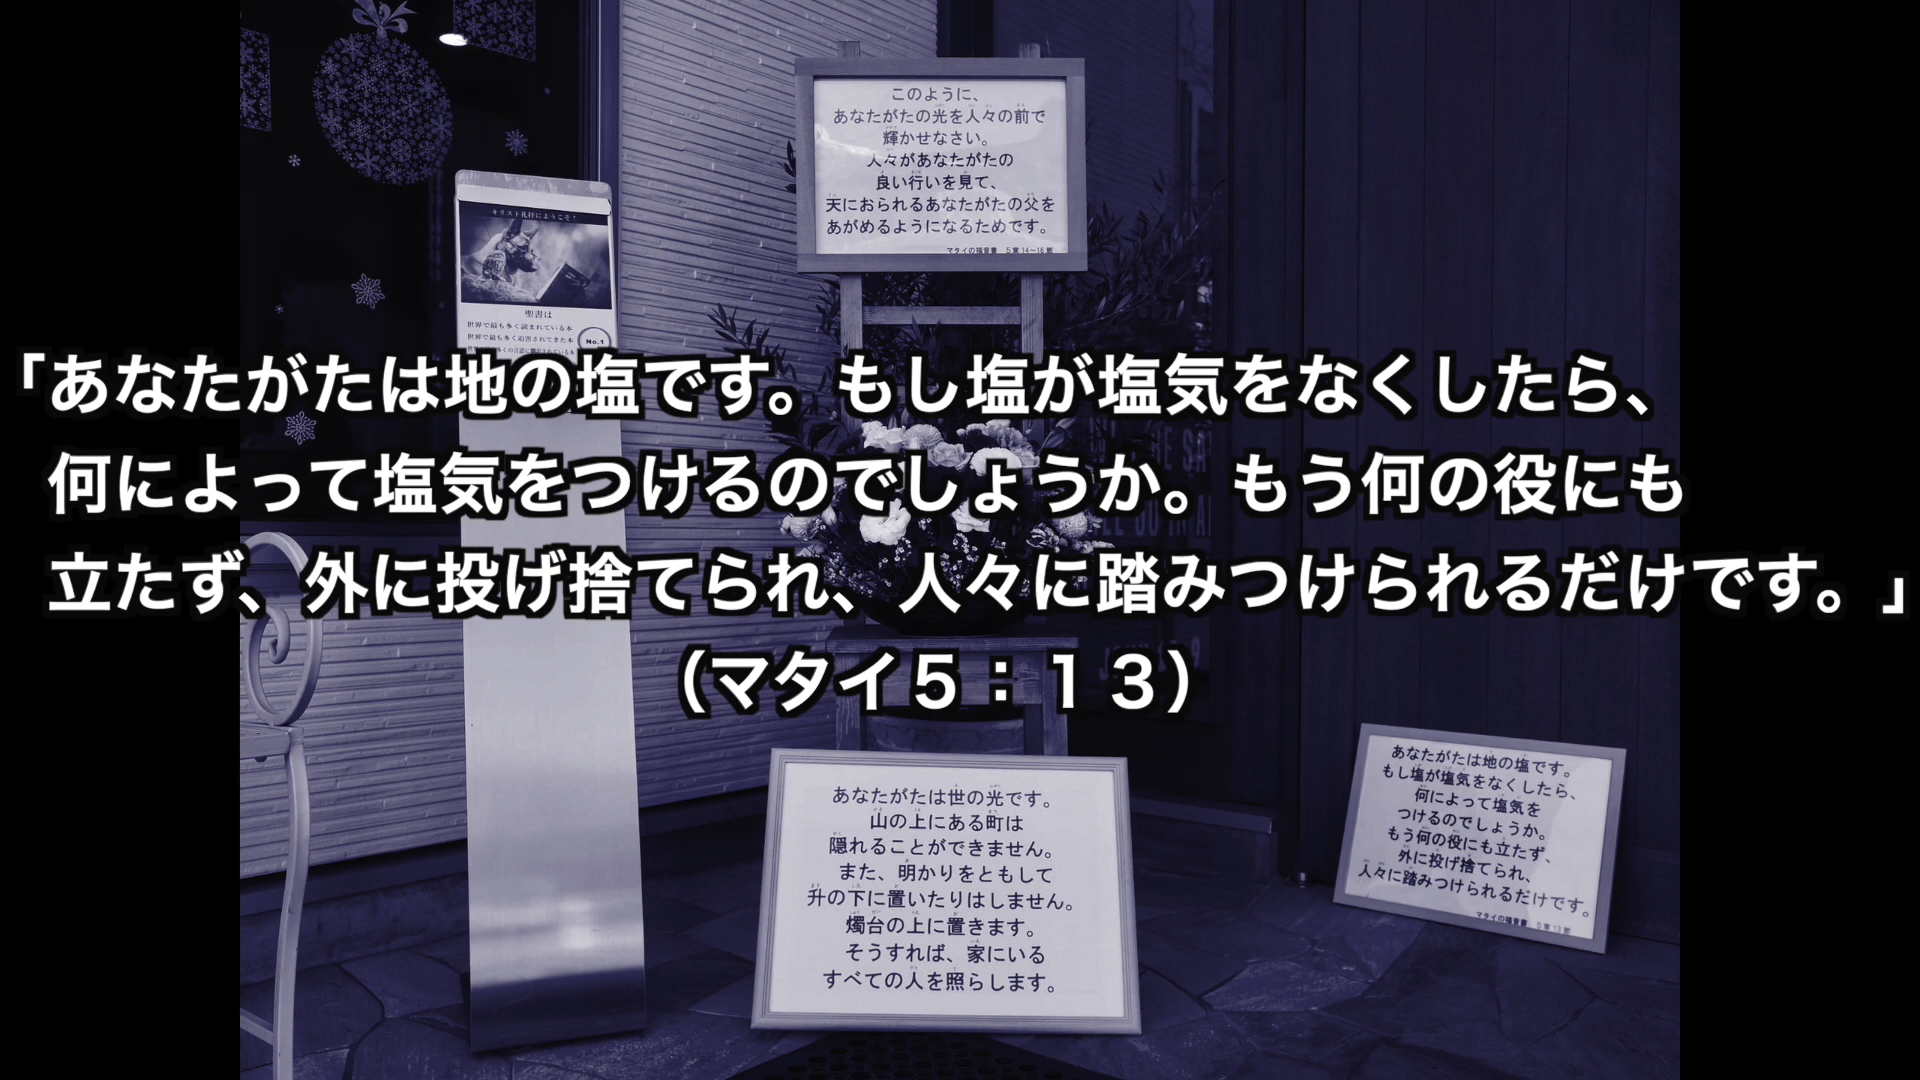 このように、
あなたがたの光を人々の前で
輝かせなさい。
人々があなたがたの
良い行いを見て、
天におられるあなたがたの父を
あがめるようになるためです。
マタイの福音書 5章14〜16節
キリスト礼拝にようこそ?
聖書は
世界で最も多く読まれている本
世界で最も多く迫害されてきた本
No.1
「あなたがたは地の塩です。もし塩が塩気をなくしたら、
何によって塩気をつけるのでしょうか。もう何の役にも
立たず、外に投げ捨てられ、人々に踏みつけられるだけです。」
（マタイ５：１３）
あなたがたは世の光です。
山の上にある町は
隠れることができません。
また、明かりをともして
升の下に置いたりはしません。
燭台の上に置きます。
そうすれば、家にいる
すべての人を照らします。
あなたがたは地の塩です。
もし塩が塩気をなくしたら、
何によって塩気を
つけるのでしょうか。
もう何の役にも立たず、
外に投げ捨てられ、
人々に踏みつけられるだけです。
マタイの福音書 5章13節